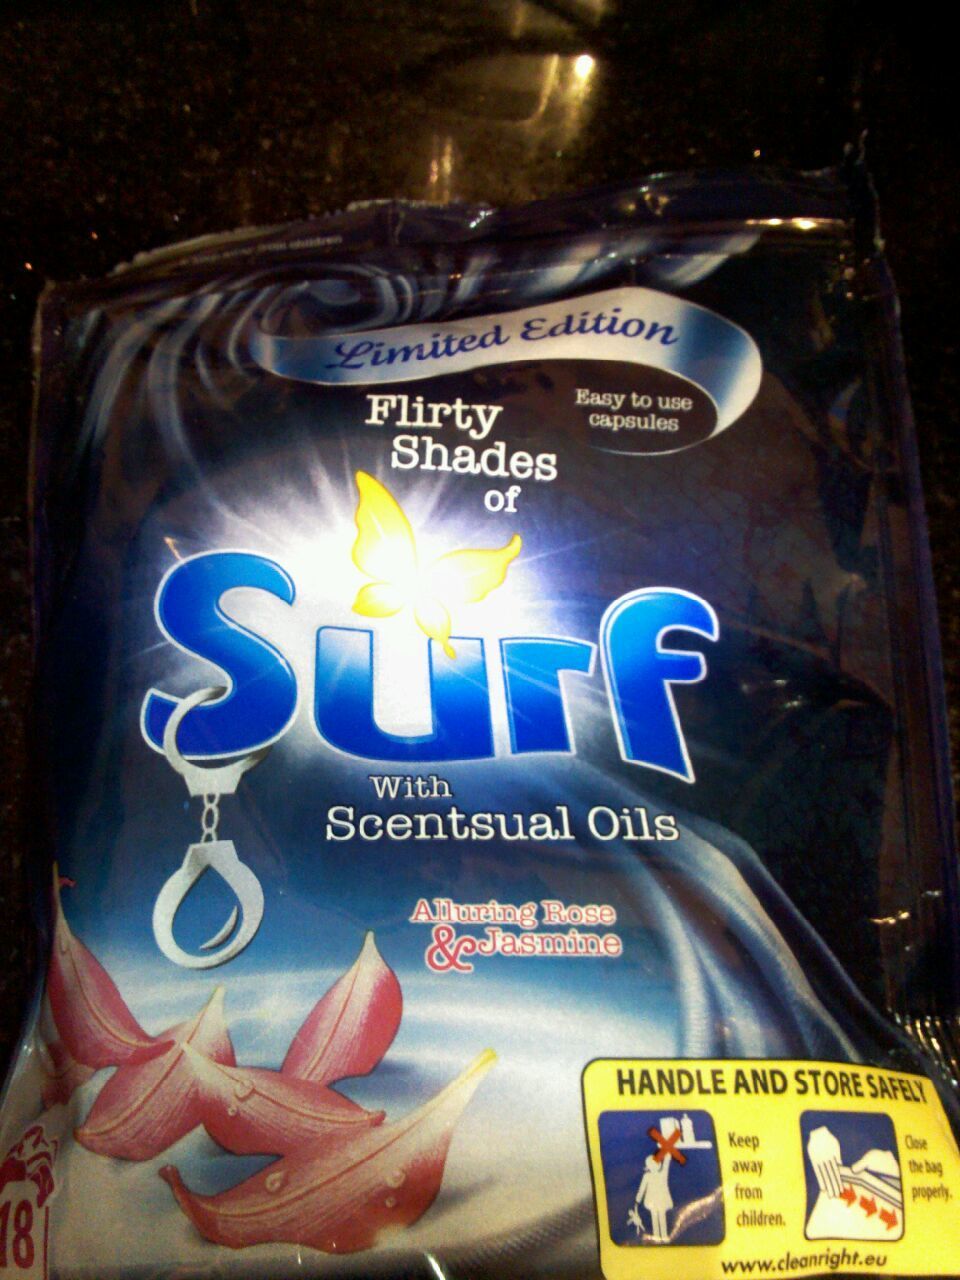 Limited Edition
Easy to use
capsules
Flirty
Shades
of
Surf
With
Scentsual Oils
Alluring Rose
& Jasmine
HANDLE AND STORE SAFELY
Keep
away
from
children.
Close
the bag
properly.
www.cleanright.eu
18